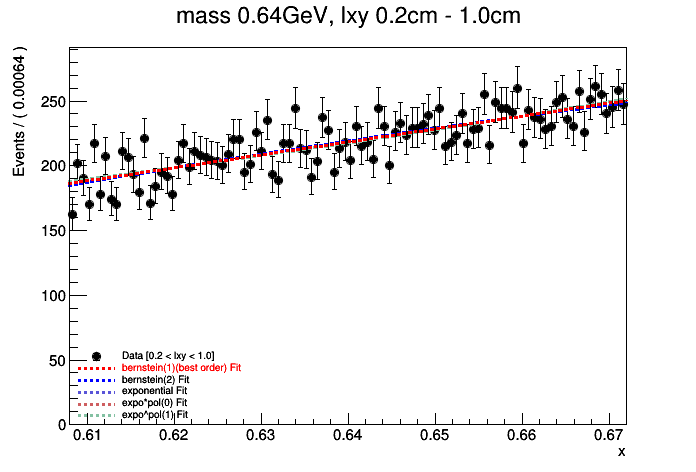 mass 0.64GeV, lxy 0.2cm - 1.0cm
Events / ( 0.00064 )
250
200
150
100
50
0
Data [0.2 < lxy < 1.0]
bernstein(1)(best order) Fit
bernstein(2) Fit
exponential Fit
expo*pol(0) Fit
expo*pol(1) Fit
0.61 0.62 0.63 0.64 0.65 0.66 0.67
x